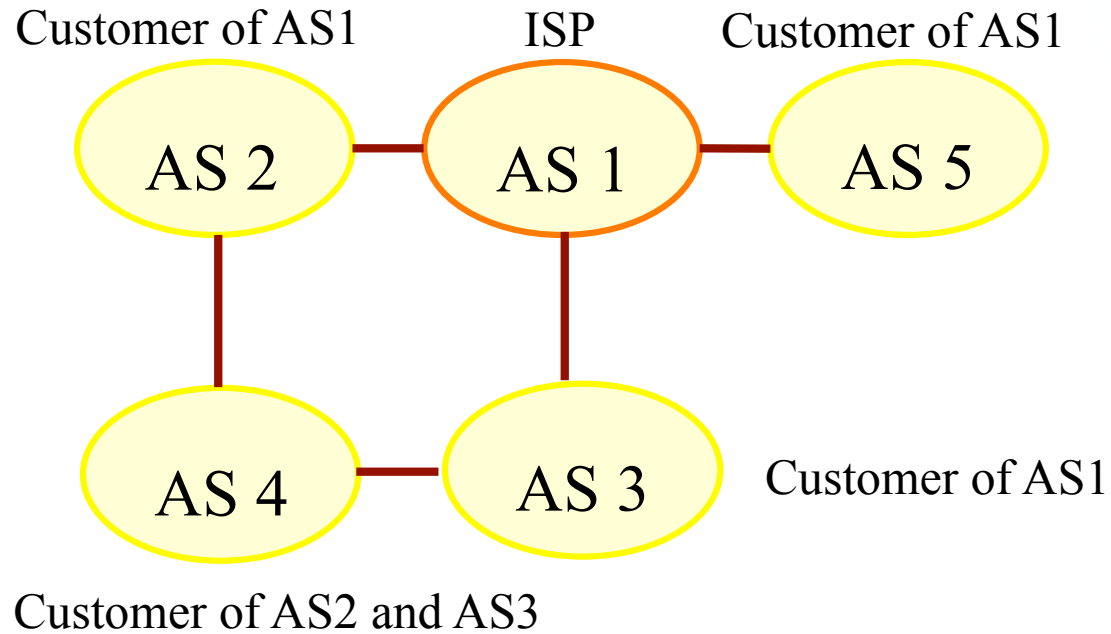 Customer of AS1
ISP
Customer of AS1
AS 2
AS 1
AS 5
AS 4
AS 3
Customer of AS1
Customer of AS2 and AS3